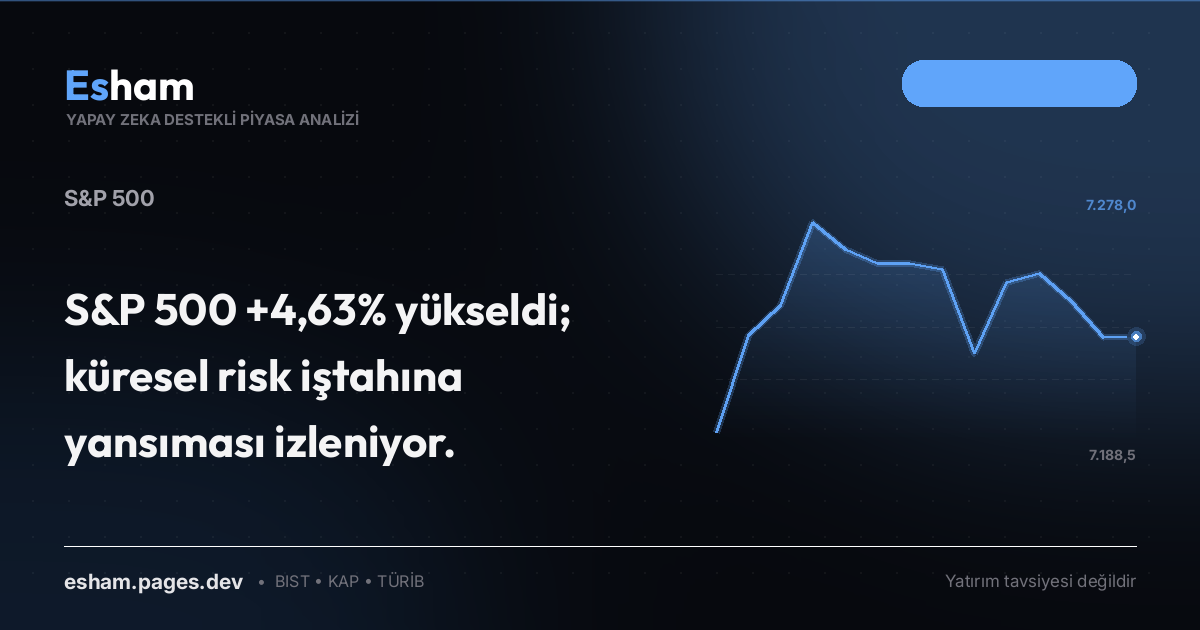 Esham
YAPAY ZEKA DESTEKLİ PİYASA ANALİZİ
S&P 500
S&P 500 +4,63% yükseldi;
küresel risk iştahına
yansıması izleniyor.
7.278,0
7.188,5
esham.pages.dev • BIST • KAP • TÜRİB
Yatırım tavsiyesi değildir